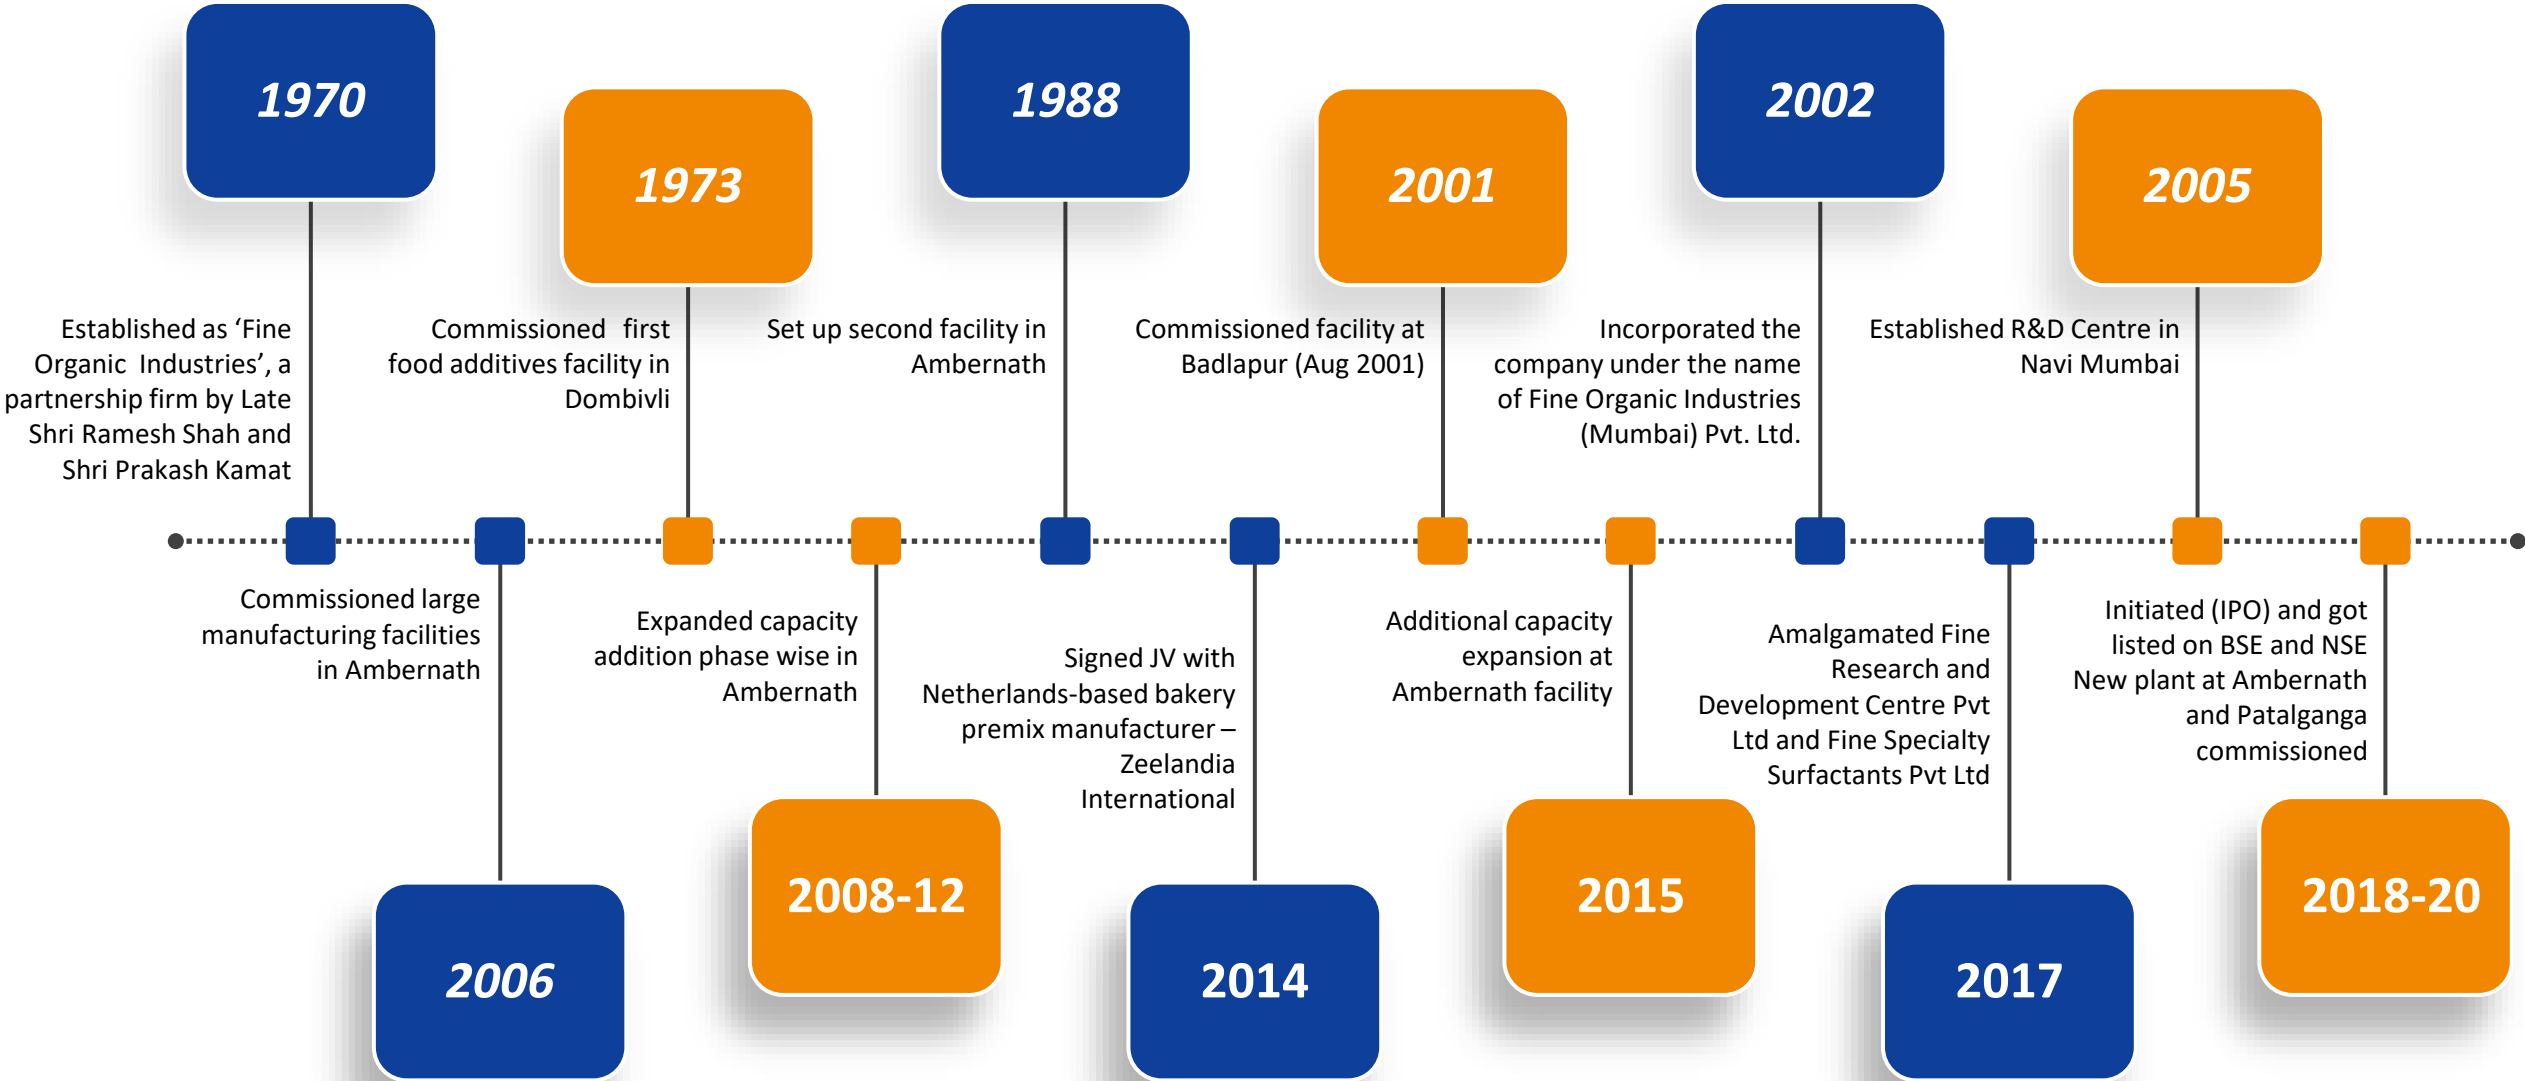 1970
Established as ‘Fine
Organic Industries’, a
partnership firm by Late
Shri Ramesh Shah and
Shri Prakash Kamat
1973
Commissioned first
food additives facility in
Dombivli
1988
Set up second facility in
Ambernath
2001
Commissioned facility at
Badlapur (Aug 2001)
2002
Incorporated the
company under the name
of Fine Organic Industries
(Mumbai) Pvt. Ltd.
2005
Established R&D Centre in
Navi Mumbai
Commissioned large
manufacturing facilities
in Ambernath
2006
Expanded capacity
addition phase wise in
Ambernath
2008-12
Signed JV with
Netherlands-based bakery
premix manufacturer –
Zeelandia
International
2014
Additional capacity
expansion at
Ambernath facility
2015
Amalgamated Fine
Research and
Development Centre Pvt
Ltd and Fine Specialty
Surfactants Pvt Ltd
2017
Initiated (IPO) and got
listed on BSE and NSE
New plant at Ambernath
and Patalganga
commissioned
2018-20